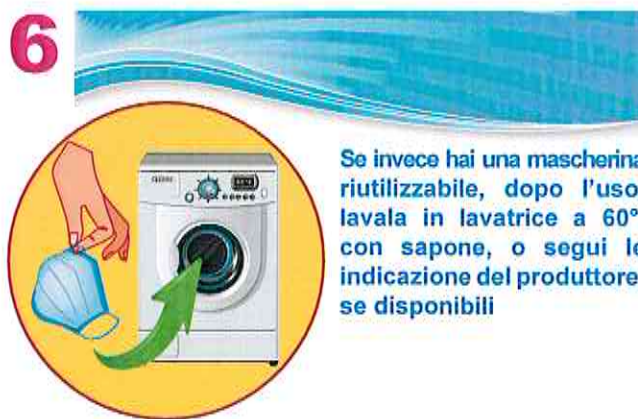 6
Se invece hai una mascherina
riutilizzabile, dopo l'uso
lavala in lavatrice a 60°
con sapone, o segui le
indicazione del produttore
se disponibili